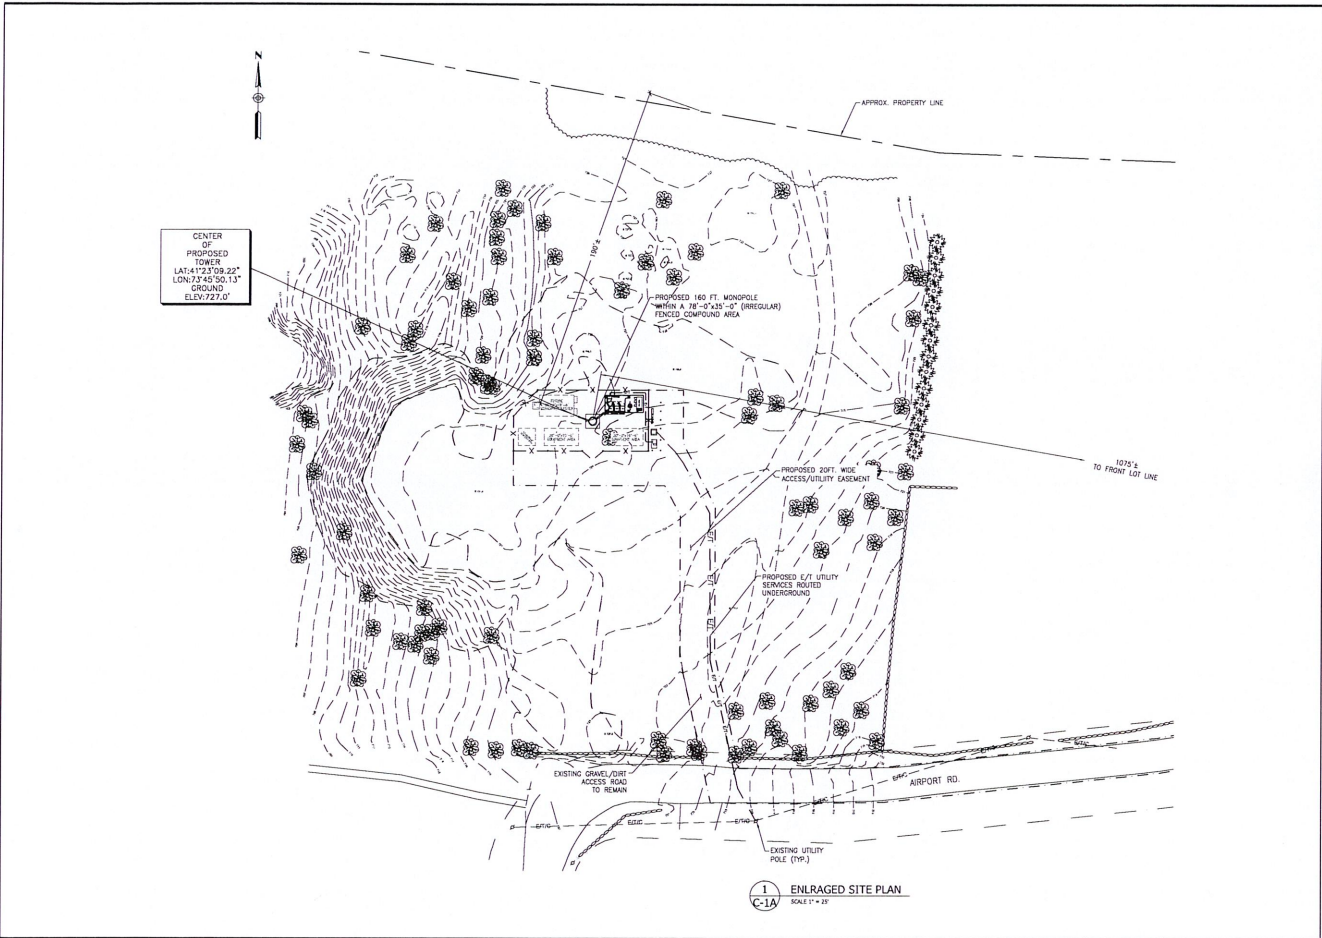 N
APPROX. PROPERTY LINE
CENTER
OF
PROPOSED
TOWER
LAT:41°23'09.22"
LON:73°45'50.13"
GROUND
ELEV:727.0'
190'±
PROPOSED 160 FT. MONOPOLE
WITHIN A 78'-0"x35'-0" (IRREGULAR)
FENCED COMPOUND AREA
1075'±
TO FRONT LOT LINE
PROPOSED 20FT. WIDE
ACCESS/UTILITY EASEMENT
PROPOSED E/T UTILITY
SERVICES ROUTED
UNDERGROUND
E/T
E/T
E/T
E/T
EXISTING GRAVEL/DIRT
ACCESS ROAD
TO REMAIN
AIRPORT RD.
E/T/C
E/T/C
E/T/C
E/T/C
E/T/C
E/T/C
EXISTING UTILITY
POLE (TYP.)
1
C-1A
ENLRAGED SITE PLAN
SCALE 1" = 25'